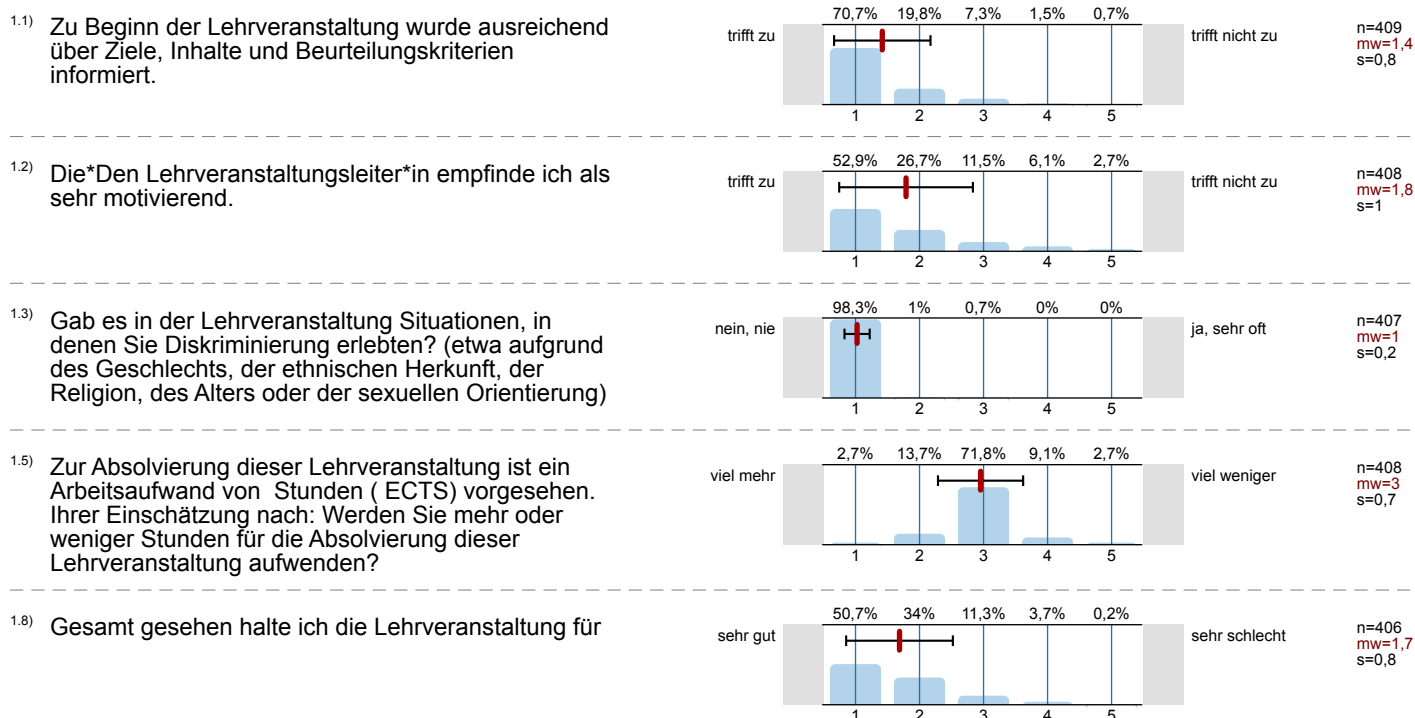 1.1) Zu Beginn der Lehrveranstaltung wurde ausreichend
über Ziele, Inhalte und Beurteilungskriterien
informiert.
70,7% 19,8% 7,3% 1,5% 0,7%
trifft zu trifft nicht zu
1 2 3 4 5
n=409
mw=1,4
s=0,8
1.2) Die*Den Lehrveranstaltungsleiter*in empfinde ich als
sehr motivierend.
52,9% 26,7% 11,5% 6,1% 2,7%
trifft zu trifft nicht zu
1 2 3 4 5
n=408
mw=1,8
s=1
1.3) Gab es in der Lehrveranstaltung Situationen, in
denen Sie Diskriminierung erlebten? (etwa aufgrund
des Geschlechts, der ethnischen Herkunft, der
Religion, des Alters oder der sexuellen Orientierung)
98,3% 1% 0,7% 0% 0%
nein, nie ja, sehr oft
1 2 3 4 5
n=407
mw=1
s=0,2
1.5) Zur Absolvierung dieser Lehrveranstaltung ist ein
Arbeitsaufwand von Stunden ( ECTS) vorgesehen.
Ihrer Einschätzung nach: Werden Sie mehr oder
weniger Stunden für die Absolvierung dieser
Lehrveranstaltung aufwenden?
2,7% 13,7% 71,8% 9,1% 2,7%
viel mehr viel weniger
1 2 3 4 5
n=408
mw=3
s=0,7
1.8) Gesamt gesehen halte ich die Lehrveranstaltung für
50,7% 34% 11,3% 3,7% 0,2%
sehr gut sehr schlecht
1 2 3 4 5
n=406
mw=1,7
s=0,8